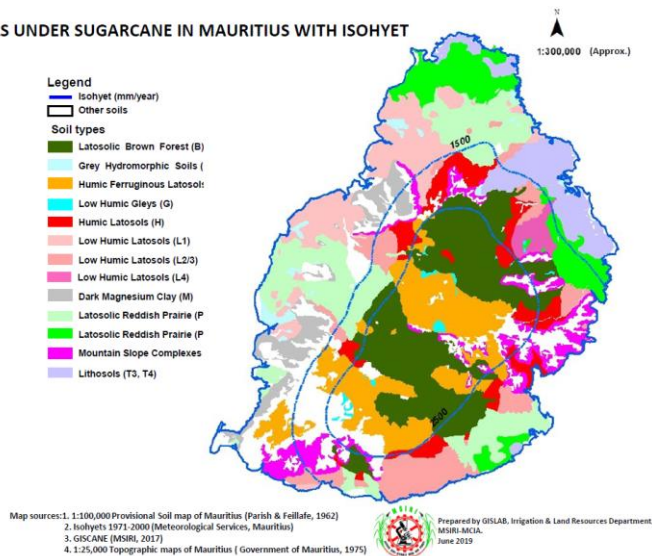 S UNDER SUGARCANE IN MAURITIUS WITH ISOHYET
N
1:300,000 (Approx.)
Legend
Isohyet (mm/year)
Other soils
Soil types
Latosolic Brown Forest (B)
Grey Hydromorphic Soils (
Humic Ferruginous Latosol
Low Humic Gleys (G)
Humic Latosols (H)
Low Humic Latosols (L1)
Low Humic Latosols (L2/3)
Low Humic Latosols (L4)
Dark Magnesium Clay (M)
Latosolic Reddish Prairie (P
Latosolic Reddish Prairie (P
Mountain Slope Complexes
Lithosols (T3, T4)
1500
2500
Map sources: 1. 1:100,000 Provisional Soil map of Mauritius (Parish & Feillafe, 1962)
2. Isohyets 1971-2000 (Meteorological Services, Mauritius)
3. GISCANE (MSIRI, 2017)
4. 1:25,000 Topographic maps of Mauritius ( Government of Mauritius, 1975)
MSIRI
Prepared by GISLAB, Irrigation & Land Resources Department
MSIRI-MCIA.
June 2019